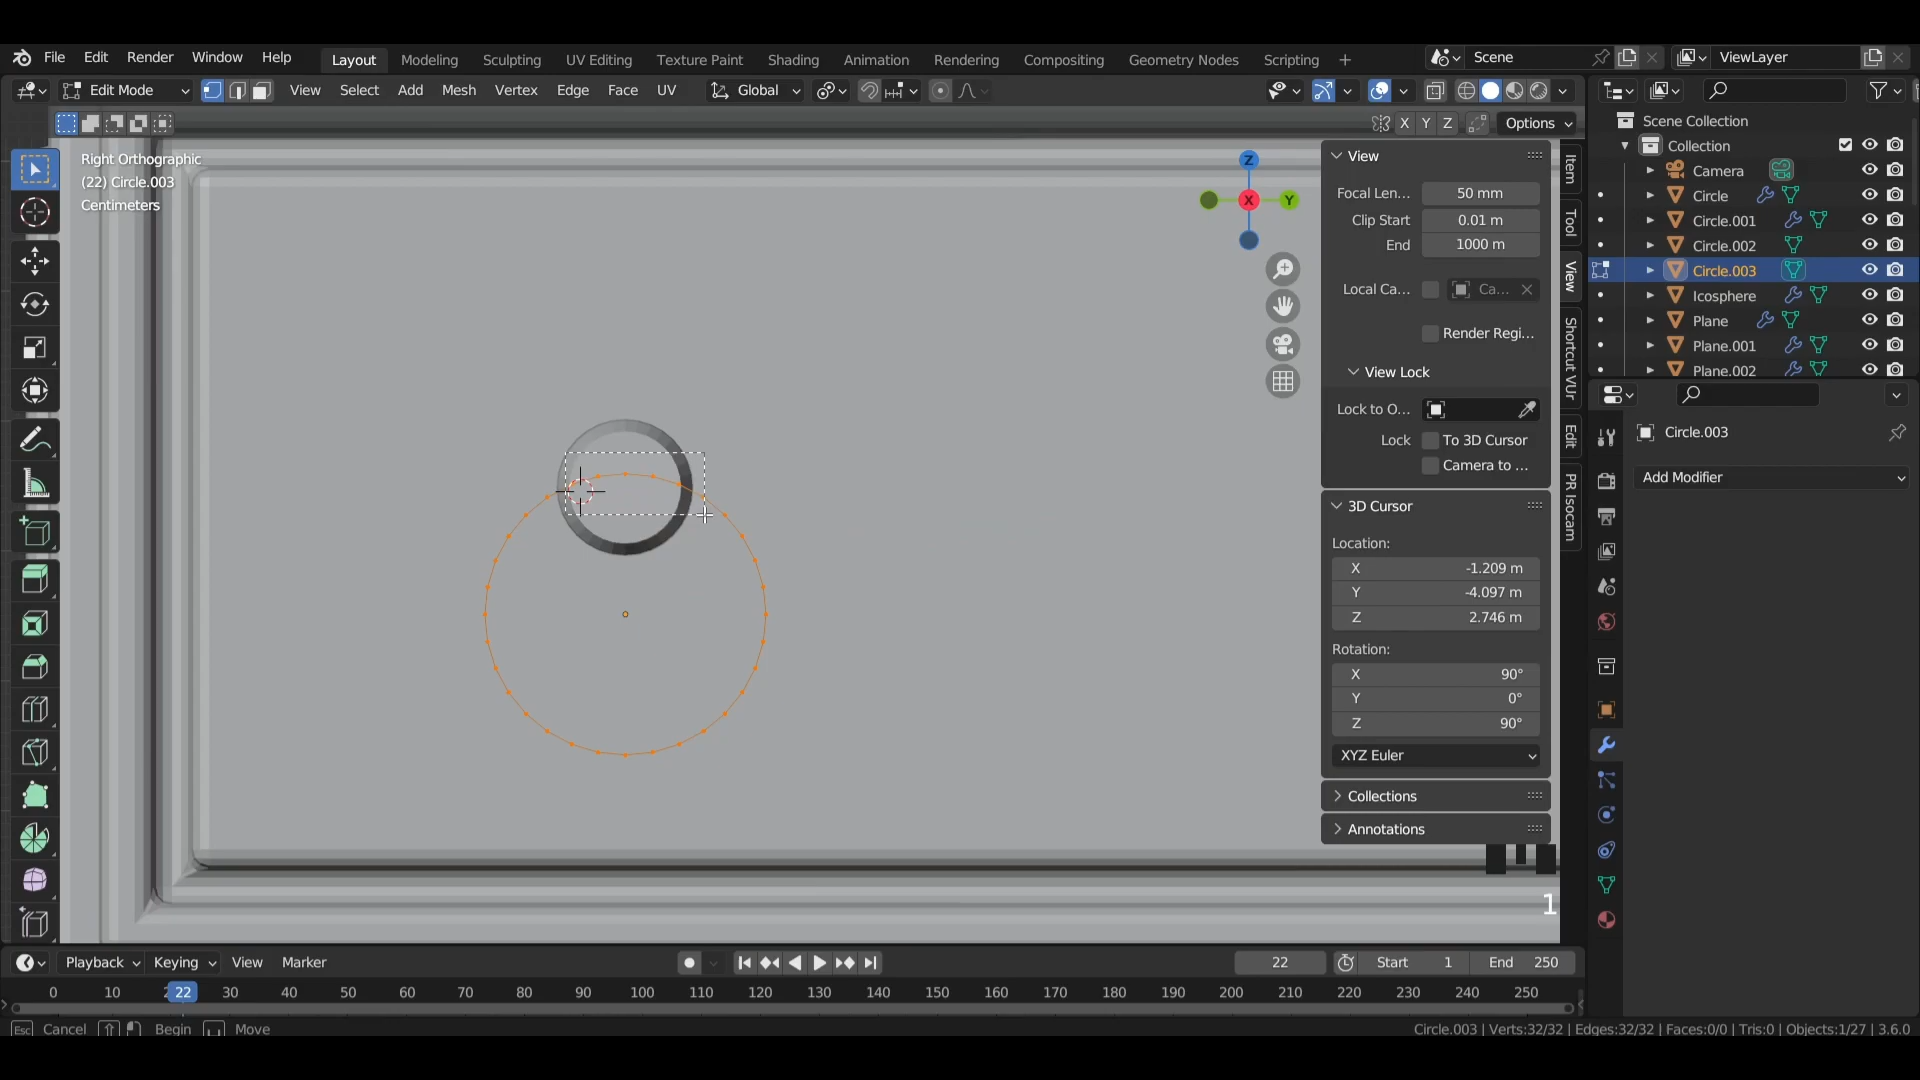 File Edit Render Window Help Layout Modeling Sculpting UV Editing Texture Paint Shading Animation Rendering Compositing Geometry Nodes Scripting + Scene ViewLayer
Edit Mode View Select Add Mesh Vertex Edge Face UV Global
X Y Z Options
Right Orthographic
(22) Circle.003
Centimeters
Z
X
Y
View
Focal Len... 50 mm
Clip Start 0.01 m
End 1000 m
Local Ca... Ca...
Render Regi...
View Lock
Lock to O...
Lock To 3D Cursor
Camera to ...
3D Cursor
Location:
X -1.209 m
Y -4.097 m
Z 2.746 m
Rotation:
X 90°
Y 0°
Z 90°
XYZ Euler
Collections
Annotations
Item
Tool
View
Shortcut VUr
Edit
PR Isocam
Scene Collection
Collection
Camera
Circle
Circle.001
Circle.002
Circle.003
Icosphere
Plane
Plane.001
Plane.002
Circle.003
Add Modifier
1
Playback Keying View Marker 22 Start 1 End 250
0 10 22 30 40 50 60 70 80 90 100 110 120 130 140 150 160 170 180 190 200 210 220 230 240 250
Esc Cancel Begin Move Circle.003 | Verts:32/32 | Edges:32/32 | Faces:0/0 | Tris:0 | Objects:1/27 | 3.6.0